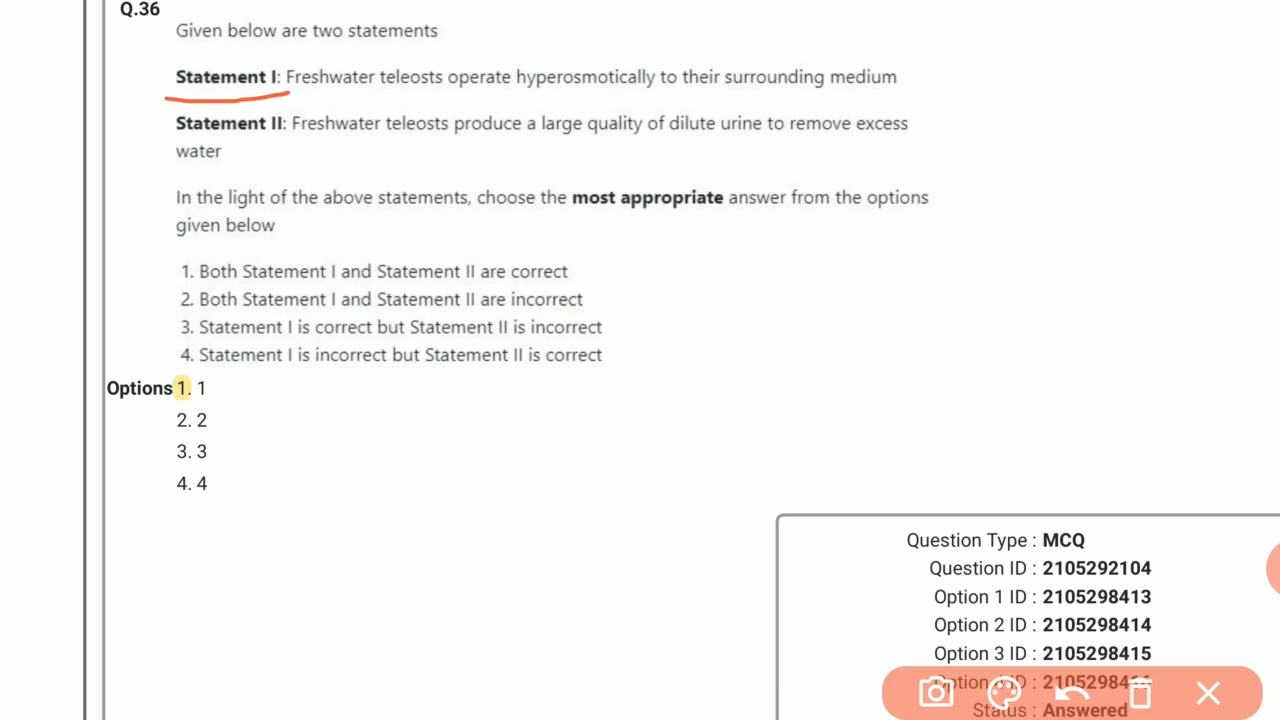 Q.36
Given below are two statements
Statement I: Freshwater teleosts operate hyperosmotically to their surrounding medium
Statement II: Freshwater teleosts produce a large quality of dilute urine to remove excess
water
In the light of the above statements, choose the most appropriate answer from the options
given below
1. Both Statement I and Statement II are correct
2. Both Statement I and Statement II are incorrect
3. Statement I is correct but Statement II is incorrect
4. Statement I is incorrect but Statement II is correct
Options 1. 1
2. 2
3. 3
4. 4
Question Type : MCQ
Question ID : 2105292104
Option 1 ID : 2105298413
Option 2 ID : 2105298414
Option 3 ID : 2105298415
Status : Answered